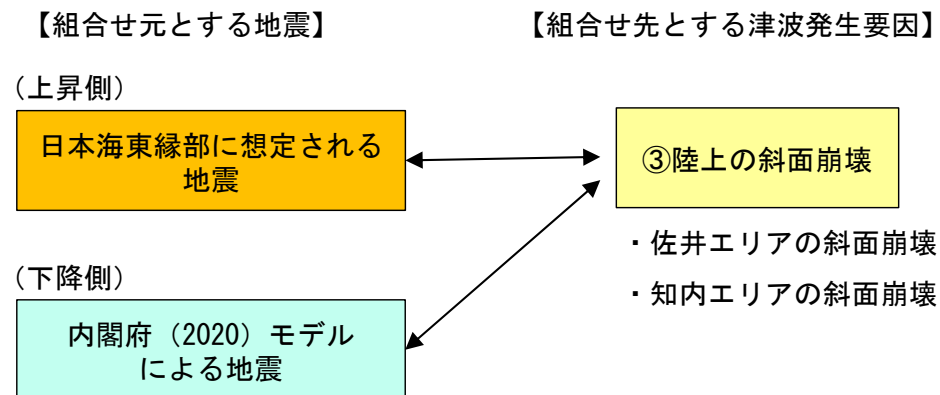 【組合せ元とする地震】
【組合せ先とする津波発生要因】
(上昇側)
日本海東縁部に想定される
地震
③陸上の斜面崩壊
・佐井エリアの斜面崩壊
・知内エリアの斜面崩壊
(下降側)
内閣府（2020）モデル
による地震